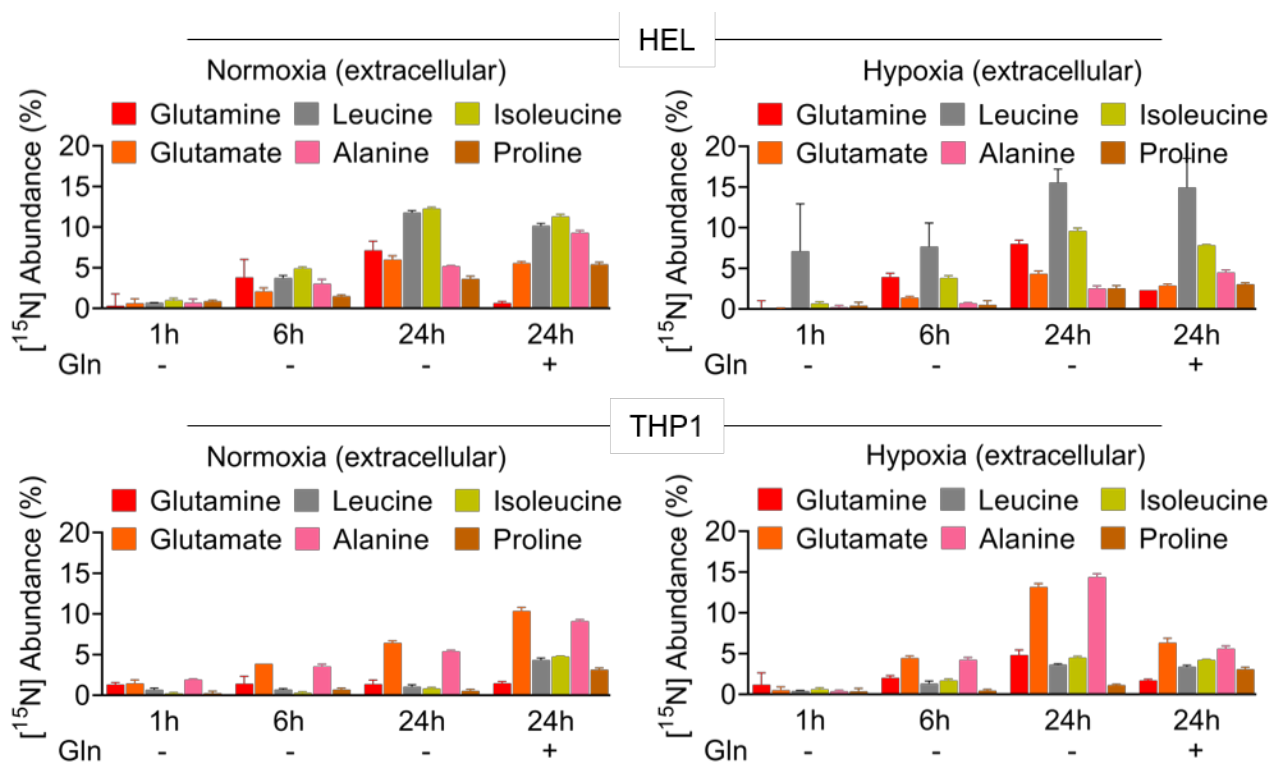 HEL
Normoxia (extracellular)
Glutamine Leucine Isoleucine
Glutamate Alanine Proline
[¹⁵N] Abundance (%)
20
15
10
5
0
1h 6h 24h 24h
Gln - - - +
Hypoxia (extracellular)
Glutamine Leucine Isoleucine
Glutamate Alanine Proline
[¹⁵N] Abundance (%)
20
15
10
5
0
1h 6h 24h 24h
Gln - - - +
THP1
Normoxia (extracellular)
Glutamine Leucine Isoleucine
Glutamate Alanine Proline
[¹⁵N] Abundance (%)
20
15
10
5
0
1h 6h 24h 24h
Gln - - - +
Hypoxia (extracellular)
Glutamine Leucine Isoleucine
Glutamate Alanine Proline
[¹⁵N] Abundance (%)
20
15
10
5
0
1h 6h 24h 24h
Gln - - - +